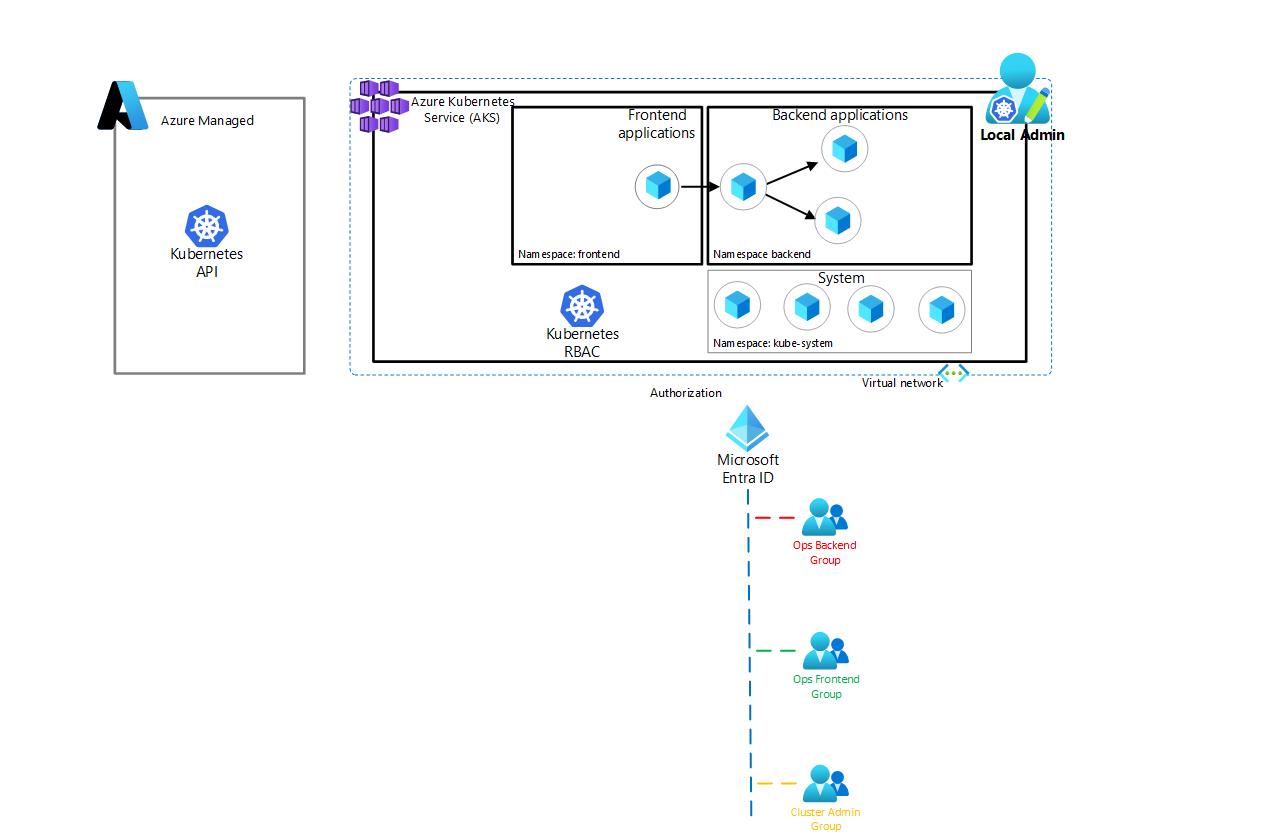 Azure Managed
Kubernetes
API
Azure Kubernetes
Service (AKS)
Frontend
applications
Namespace: frontend
Backend applications
Namespace backend
Local Admin
System
Namespace: kube-system
Kubernetes
RBAC
Virtual network
Authorization
Microsoft
Entra ID
Ops Backend
Group
Ops Frontend
Group
Cluster Admin
Group